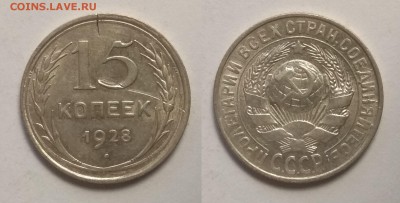 COINS.LAVE.RU
15
КОПЕЕК
1928
ПРОЛЕТАРИИ ВСЕХ СТРАН, СОЕДИНЯЙТЕСЬ!
СССР